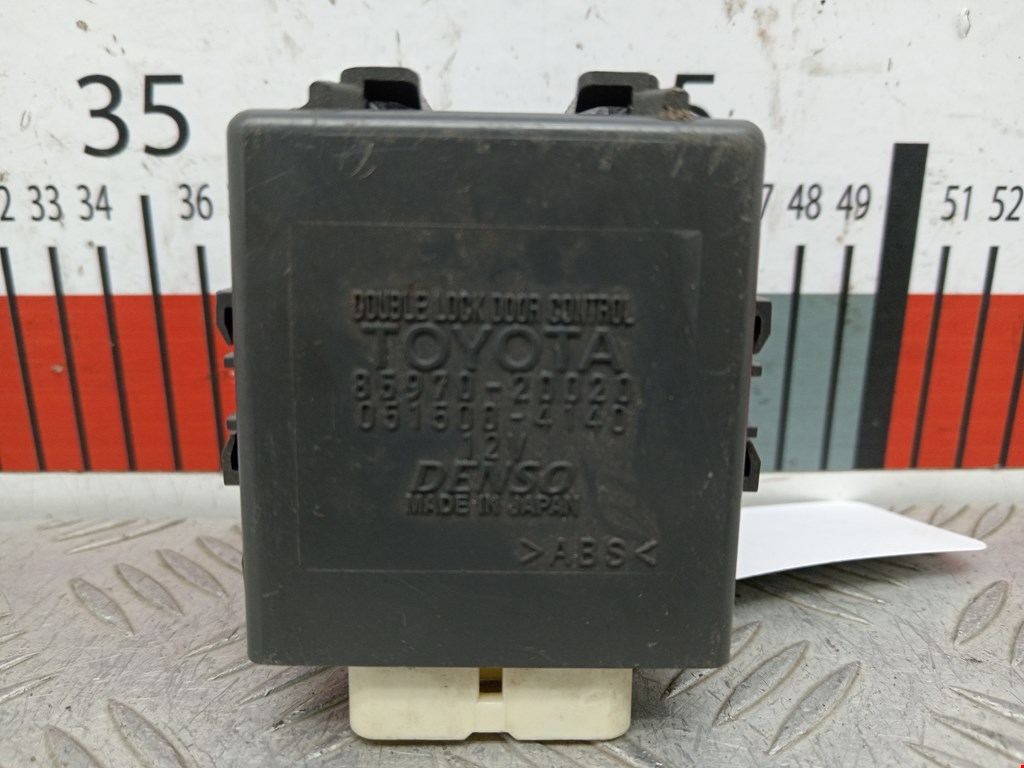 35
33 34 36 48 49 51 52
DOUBLE LOCK DOOR CONTROL
TOYOTA
85970-20020
051500-4140
12V
DENSO
MADE IN JAPAN
>ABS<